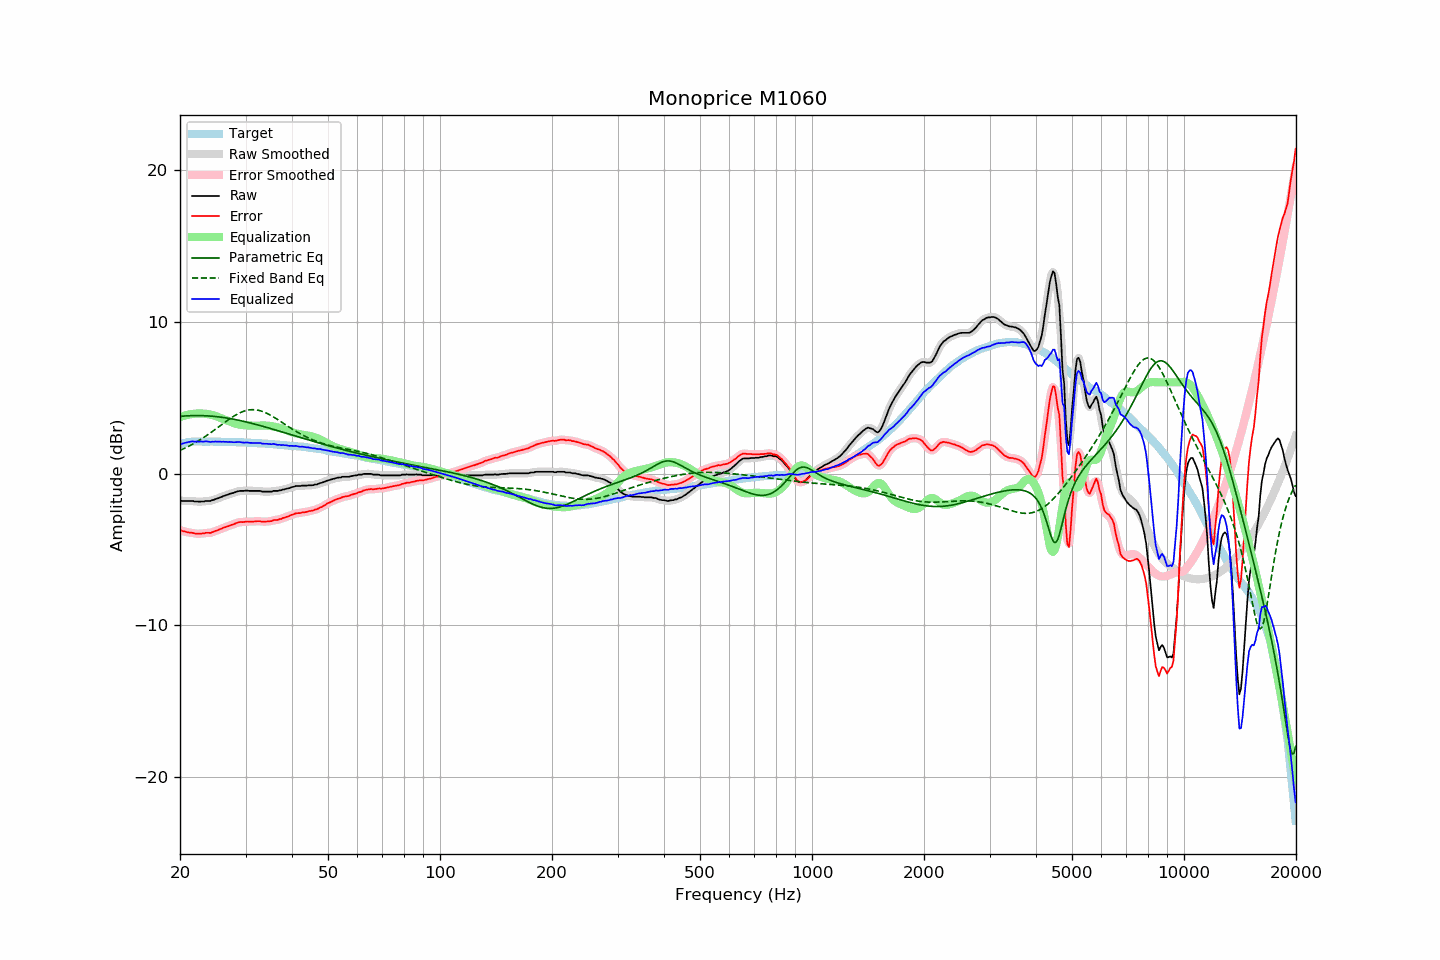 Monoprice M1060
Target
Raw Smoothed
Error Smoothed
Raw
Error
Equalization
Parametric Eq
Fixed Band Eq
Equalized
20
10
0
−10
−20
Amplitude (dBr)
20 50 100 200 500 1000 2000 5000 10000 20000
Frequency (Hz)